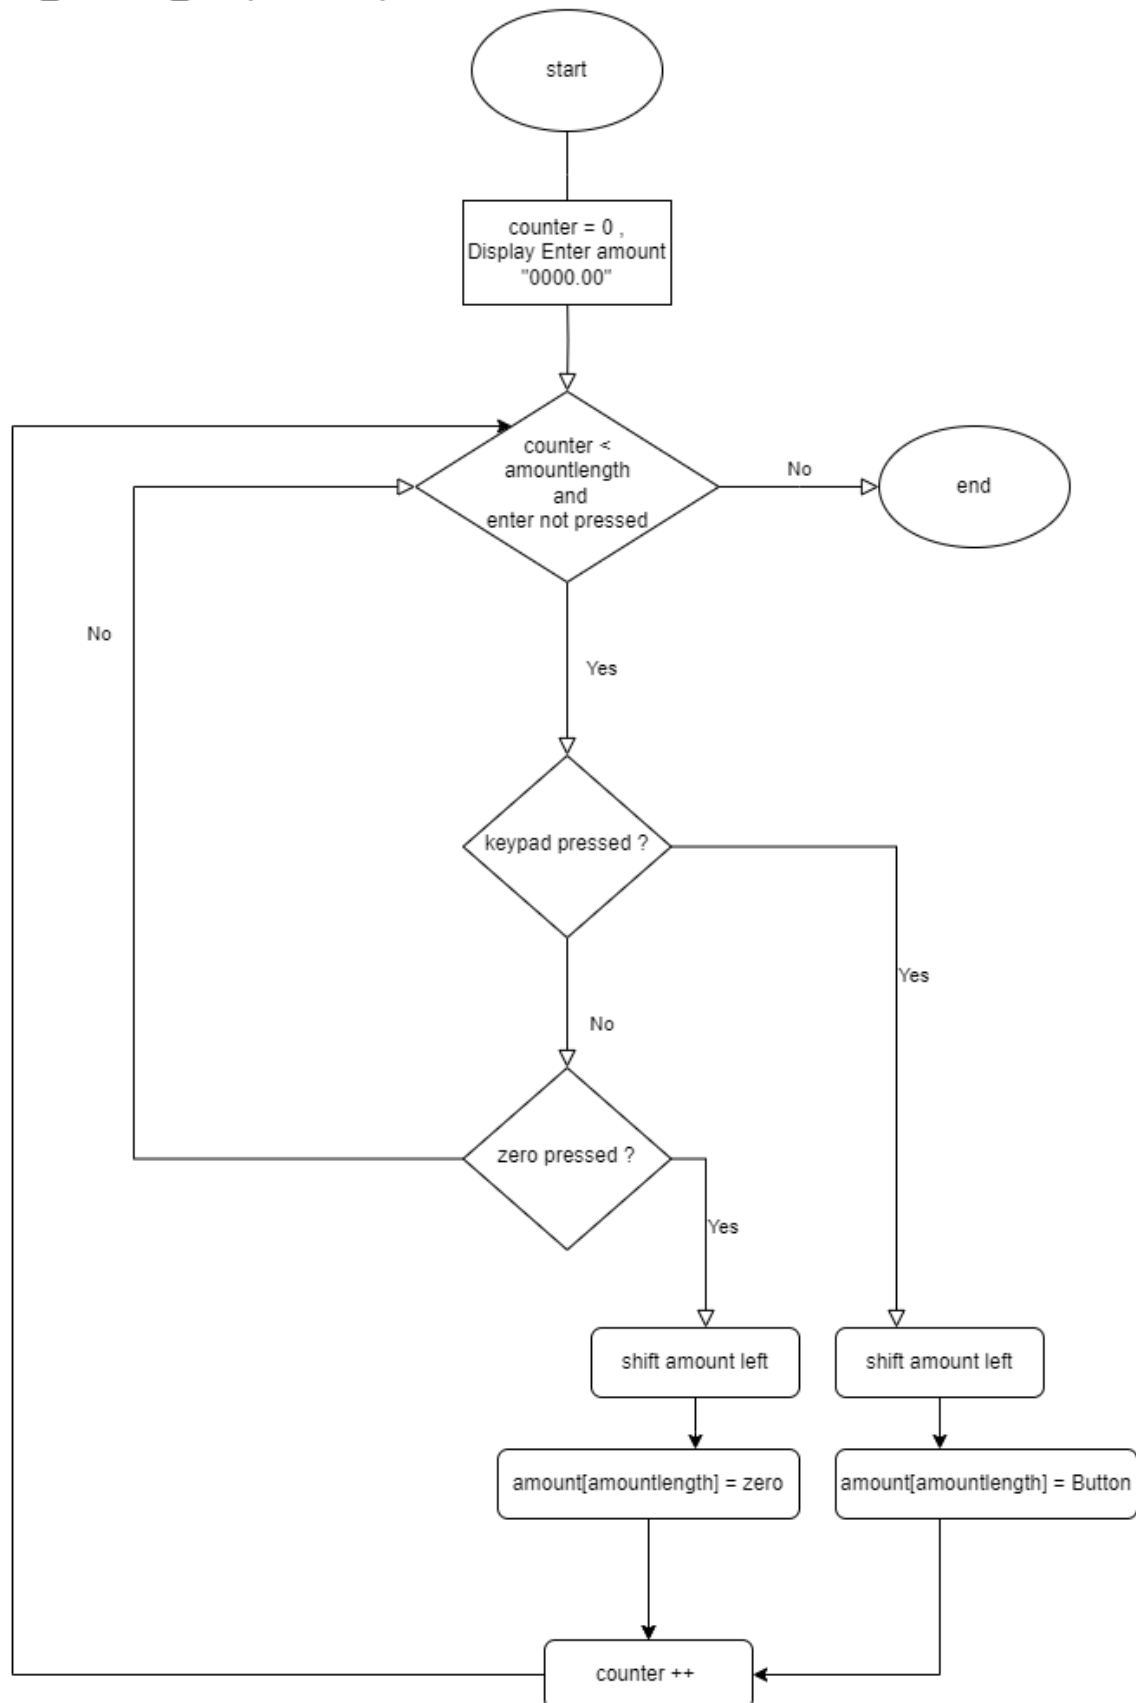 start
counter = 0 ,
Display Enter amount
"0000.00"
counter <
amountlength
and
enter not pressed
No
end
No
Yes
keypad pressed ?
Yes
No
zero pressed ?
Yes
shift amount left
shift amount left
amount[amountlength] = zero
amount[amountlength] = Button
counter ++